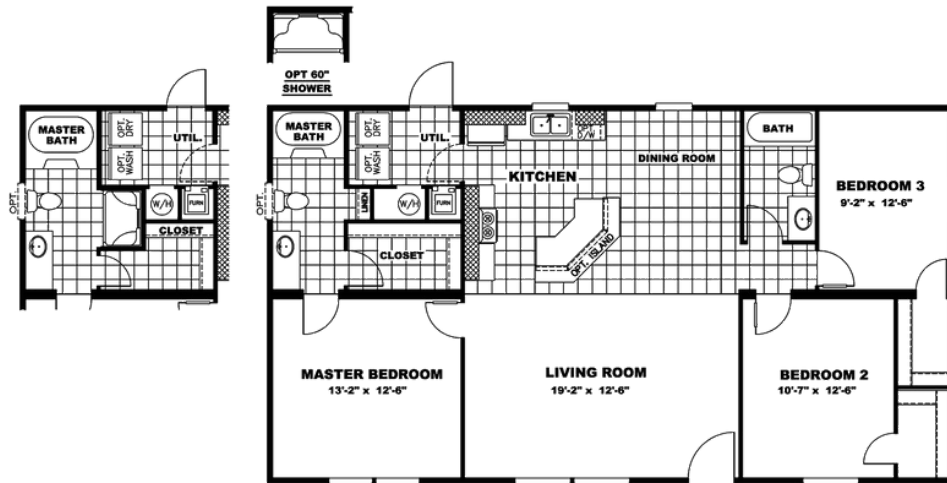 OPT 60"
SHOWER
MASTER
BATH
OPT.
DRY
UTIL.
OPT.
WASH
OPT.
W/H
FURN
CLOSET
MASTER
BATH
OPT.
DRY
UTIL.
OPT.
WASH
OPT.
LINEN
W/H
FURN
CLOSET
KITCHEN
OPT.
D/W
DINING ROOM
OPT. ISLAND
BATH
BEDROOM 3
9'-2" x 12'-6"
MASTER BEDROOM
13'-2" x 12'-6"
LIVING ROOM
19'-2" x 12'-6"
BEDROOM 2
10'-7" x 12'-6"